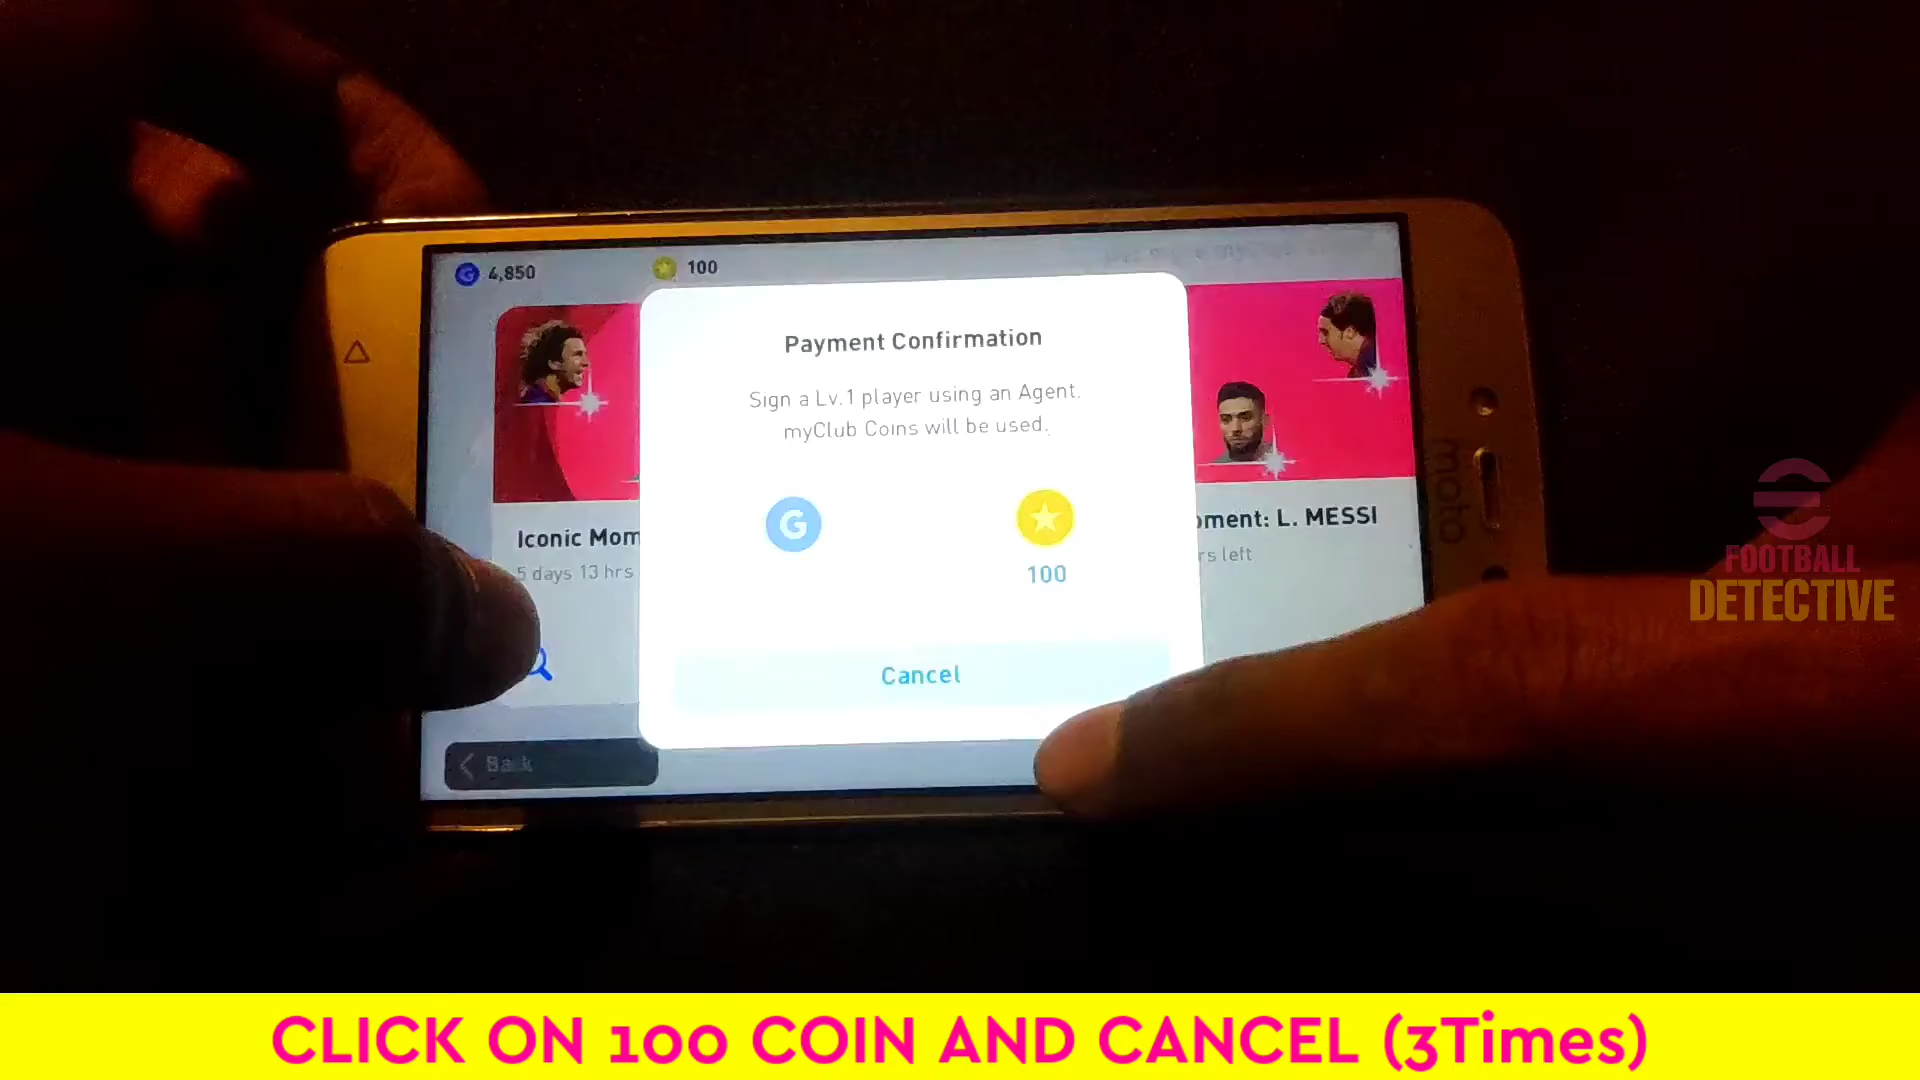 4,850
100
Payment Confirmation
Sign a Lv.1 player using an Agent.
myClub Coins will be used.
G
100
Cancel
Iconic Mom
5 days 13 hrs
oment: L. MESSI
rs left
Back
moto
FOOTBALL
DETECTIVE
CLICK ON 100 COIN AND CANCEL (3Times)